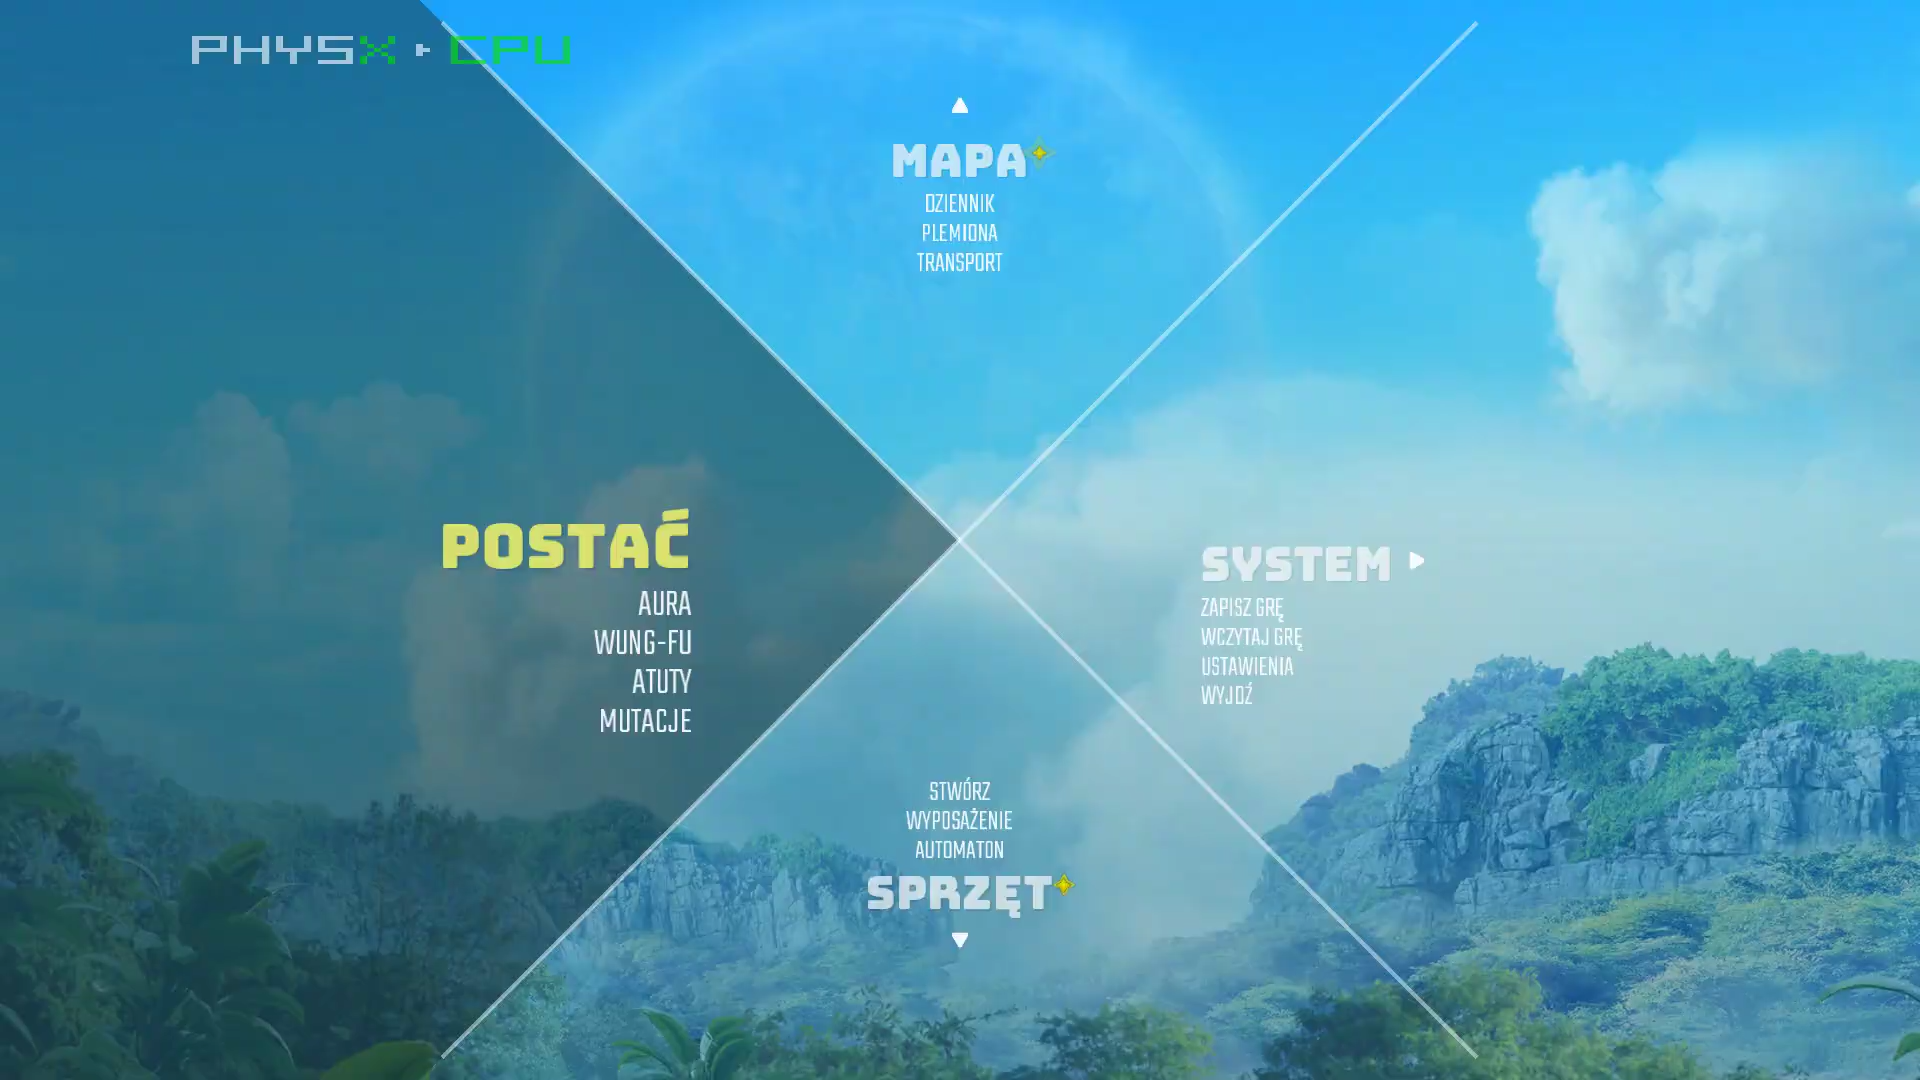 PHYSX ▸ CPU
MAPA
DZIENNIK
PLEMIONA
TRANSPORT
POSTAĆ
AURA
WUNG-FU
ATUTY
MUTACJE
SYSTEM
ZAPISZ GRĘ
WCZYTAJ GRĘ
USTAWIENIA
WYJDŹ
STWÓRZ
WYPOSAŻENIE
AUTOMATON
SPRZĘT